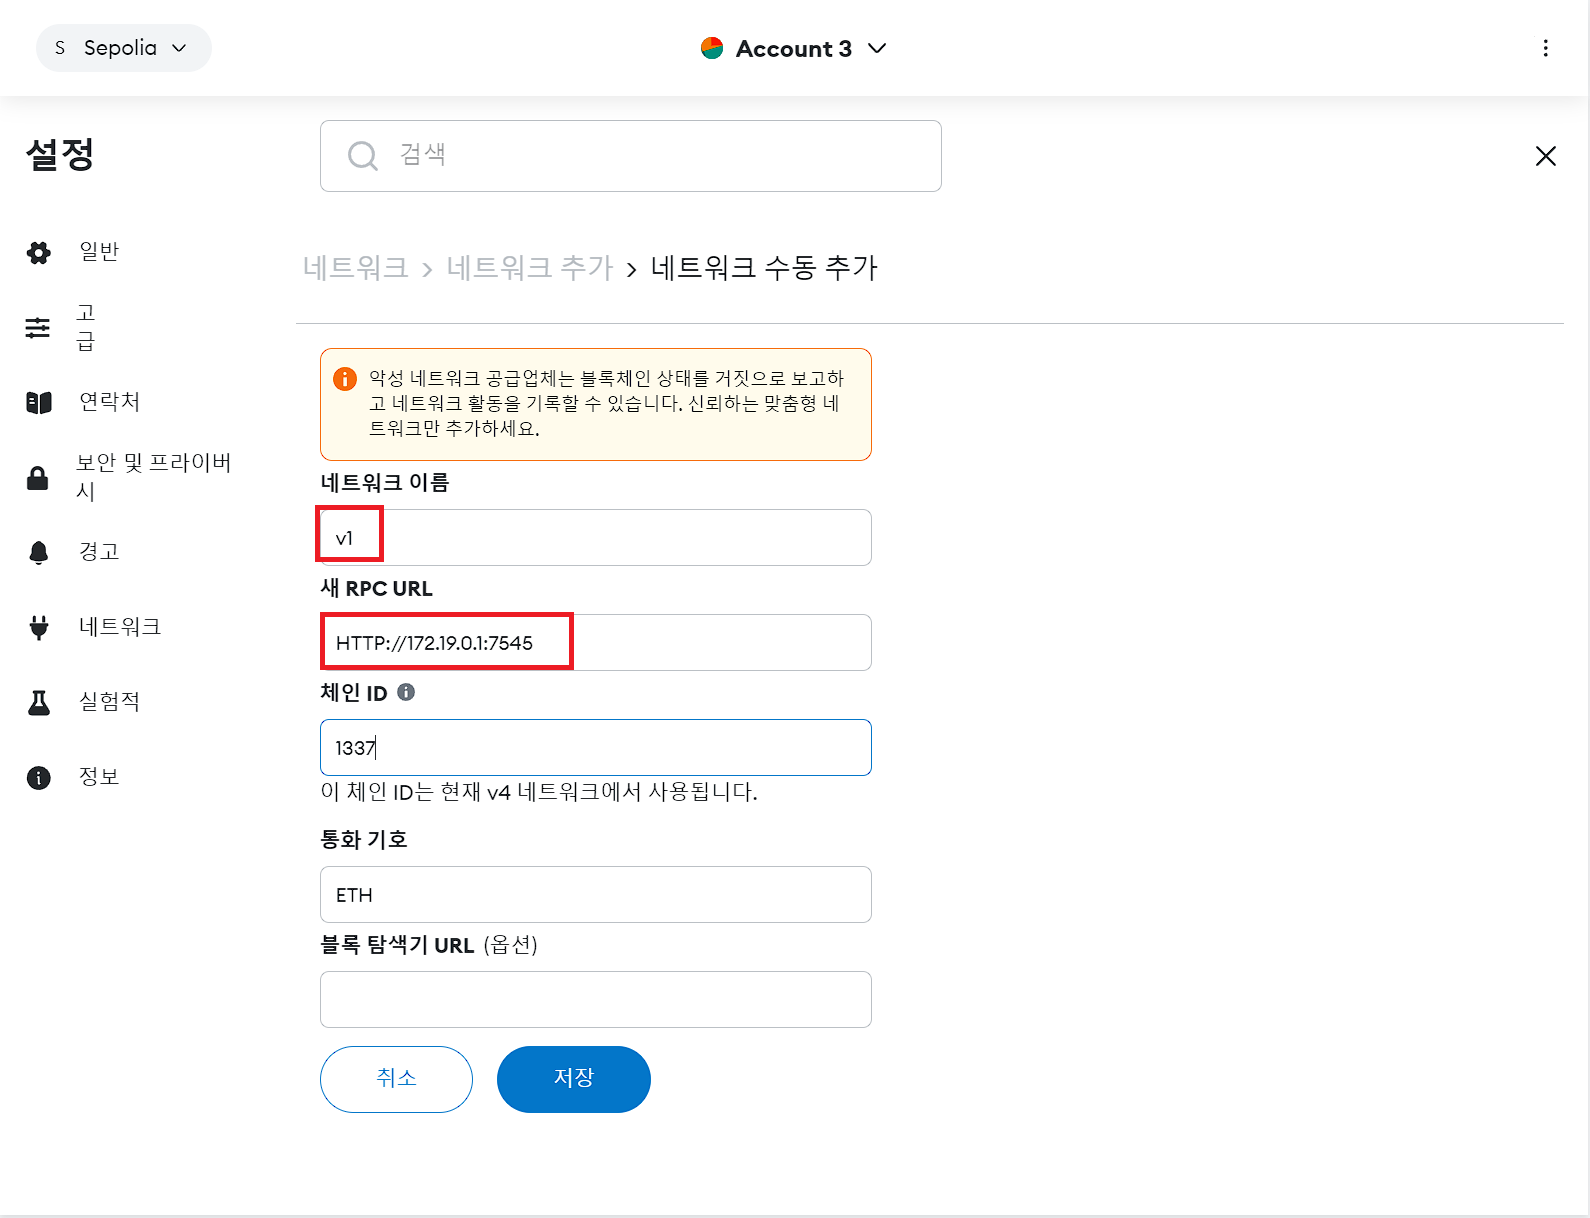 S Sepolia
Account 3
설정
검색
일반
고
급
연락처
보안 및 프라이버
시
경고
네트워크
실험적
정보
네트워크 > 네트워크 추가 > 네트워크 수동 추가
악성 네트워크 공급업체는 블록체인 상태를 거짓으로 보고하
고 네트워크 활동을 기록할 수 있습니다. 신뢰하는 맞춤형 네
트워크만 추가하세요.
네트워크 이름
v1
새 RPC URL
HTTP://172.19.0.1:7545
체인 ID
1337
이 체인 ID는 현재 v4 네트워크에서 사용됩니다.
통화 기호
ETH
블록 탐색기 URL (옵션)
취소
저장